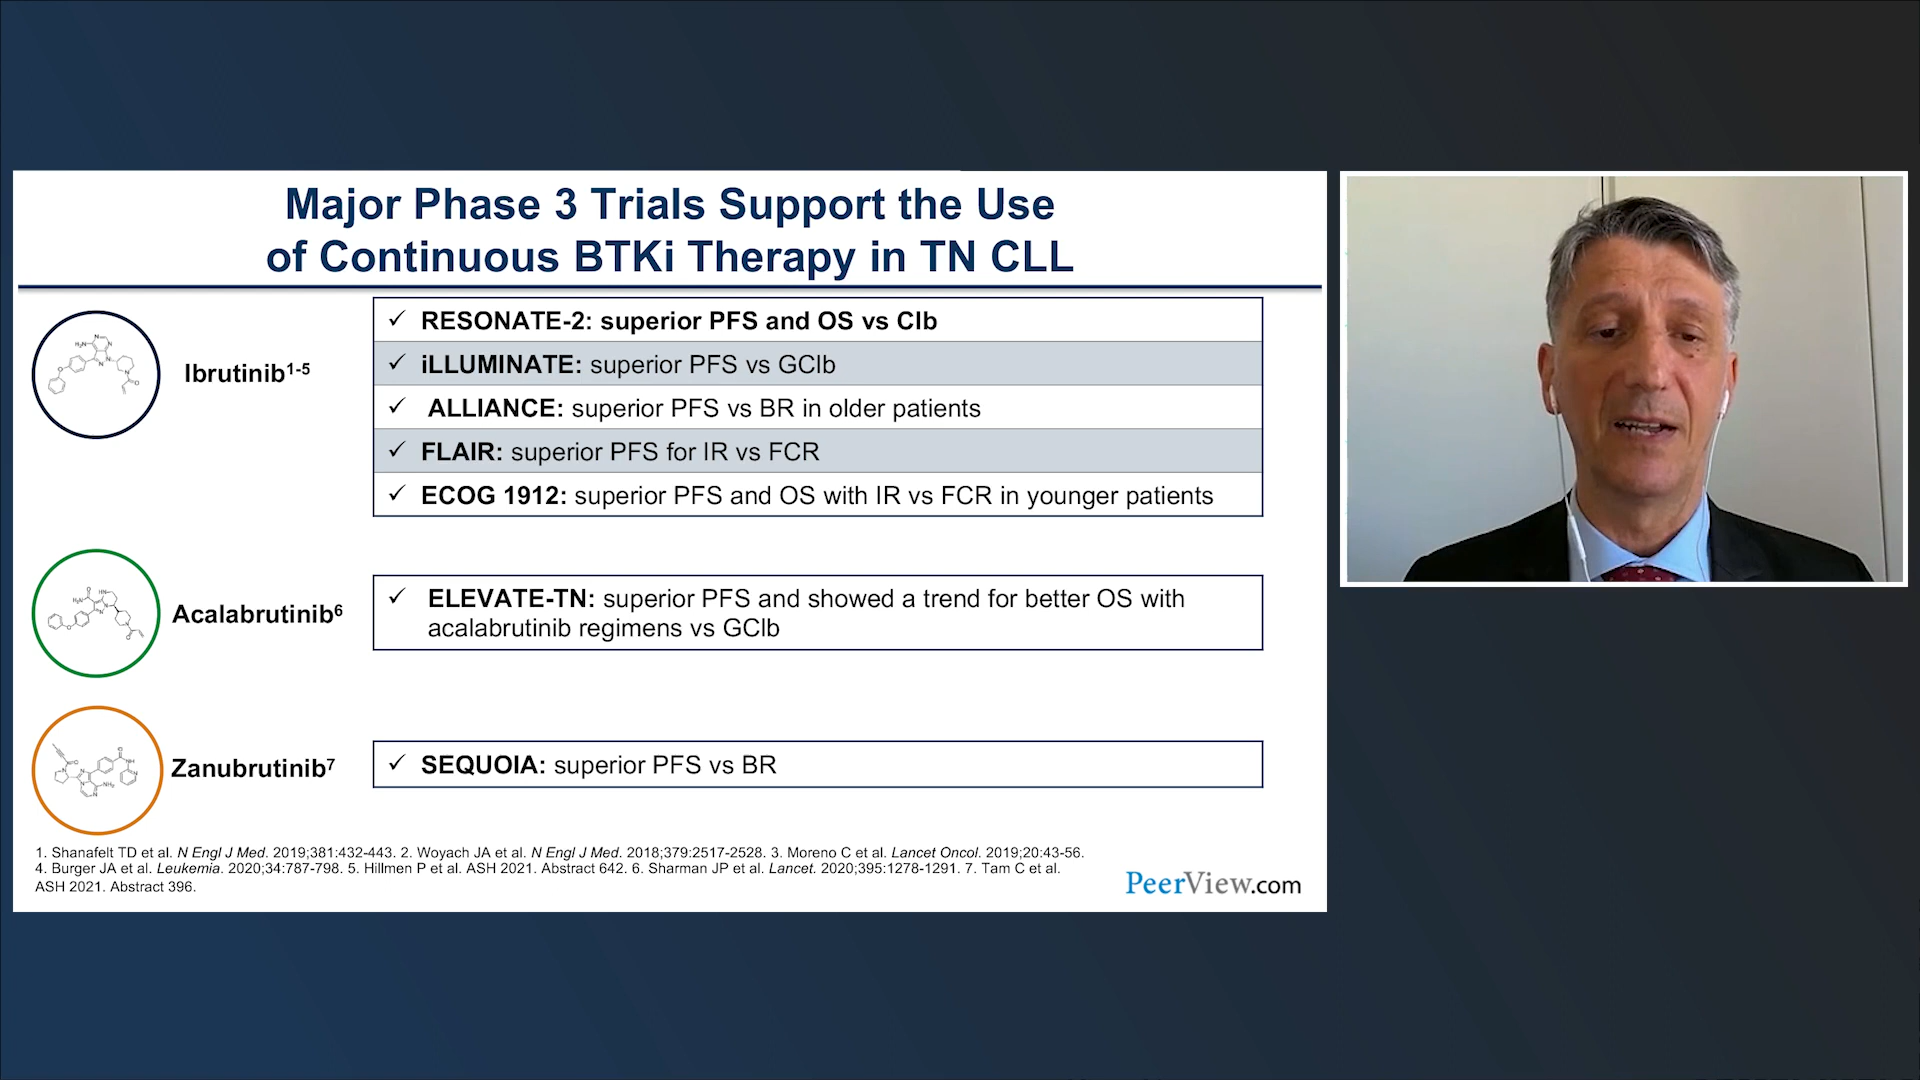 Major Phase 3 Trials Support the Use
of Continuous BTKi Therapy in TN CLL
Ibrutinib1-5
✓ RESONATE-2: superior PFS and OS vs Clb
✓ iLLUMINATE: superior PFS vs GClb
✓ ALLIANCE: superior PFS vs BR in older patients
✓ FLAIR: superior PFS for IR vs FCR
✓ ECOG 1912: superior PFS and OS with IR vs FCR in younger patients
Acalabrutinib6
✓ ELEVATE-TN: superior PFS and showed a trend for better OS with
acalabrutinib regimens vs GClb
Zanubrutinib7
✓ SEQUOIA: superior PFS vs BR
1. Shanafelt TD et al. N Engl J Med. 2019;381:432-443. 2. Woyach JA et al. N Engl J Med. 2018;379:2517-2528. 3. Moreno C et al. Lancet Oncol. 2019;20:43-56.
4. Burger JA et al. Leukemia. 2020;34:787-798. 5. Hillmen P et al. ASH 2021. Abstract 642. 6. Sharman JP et al. Lancet. 2020;395:1278-1291. 7. Tam C et al.
ASH 2021. Abstract 396.
PeerView.com